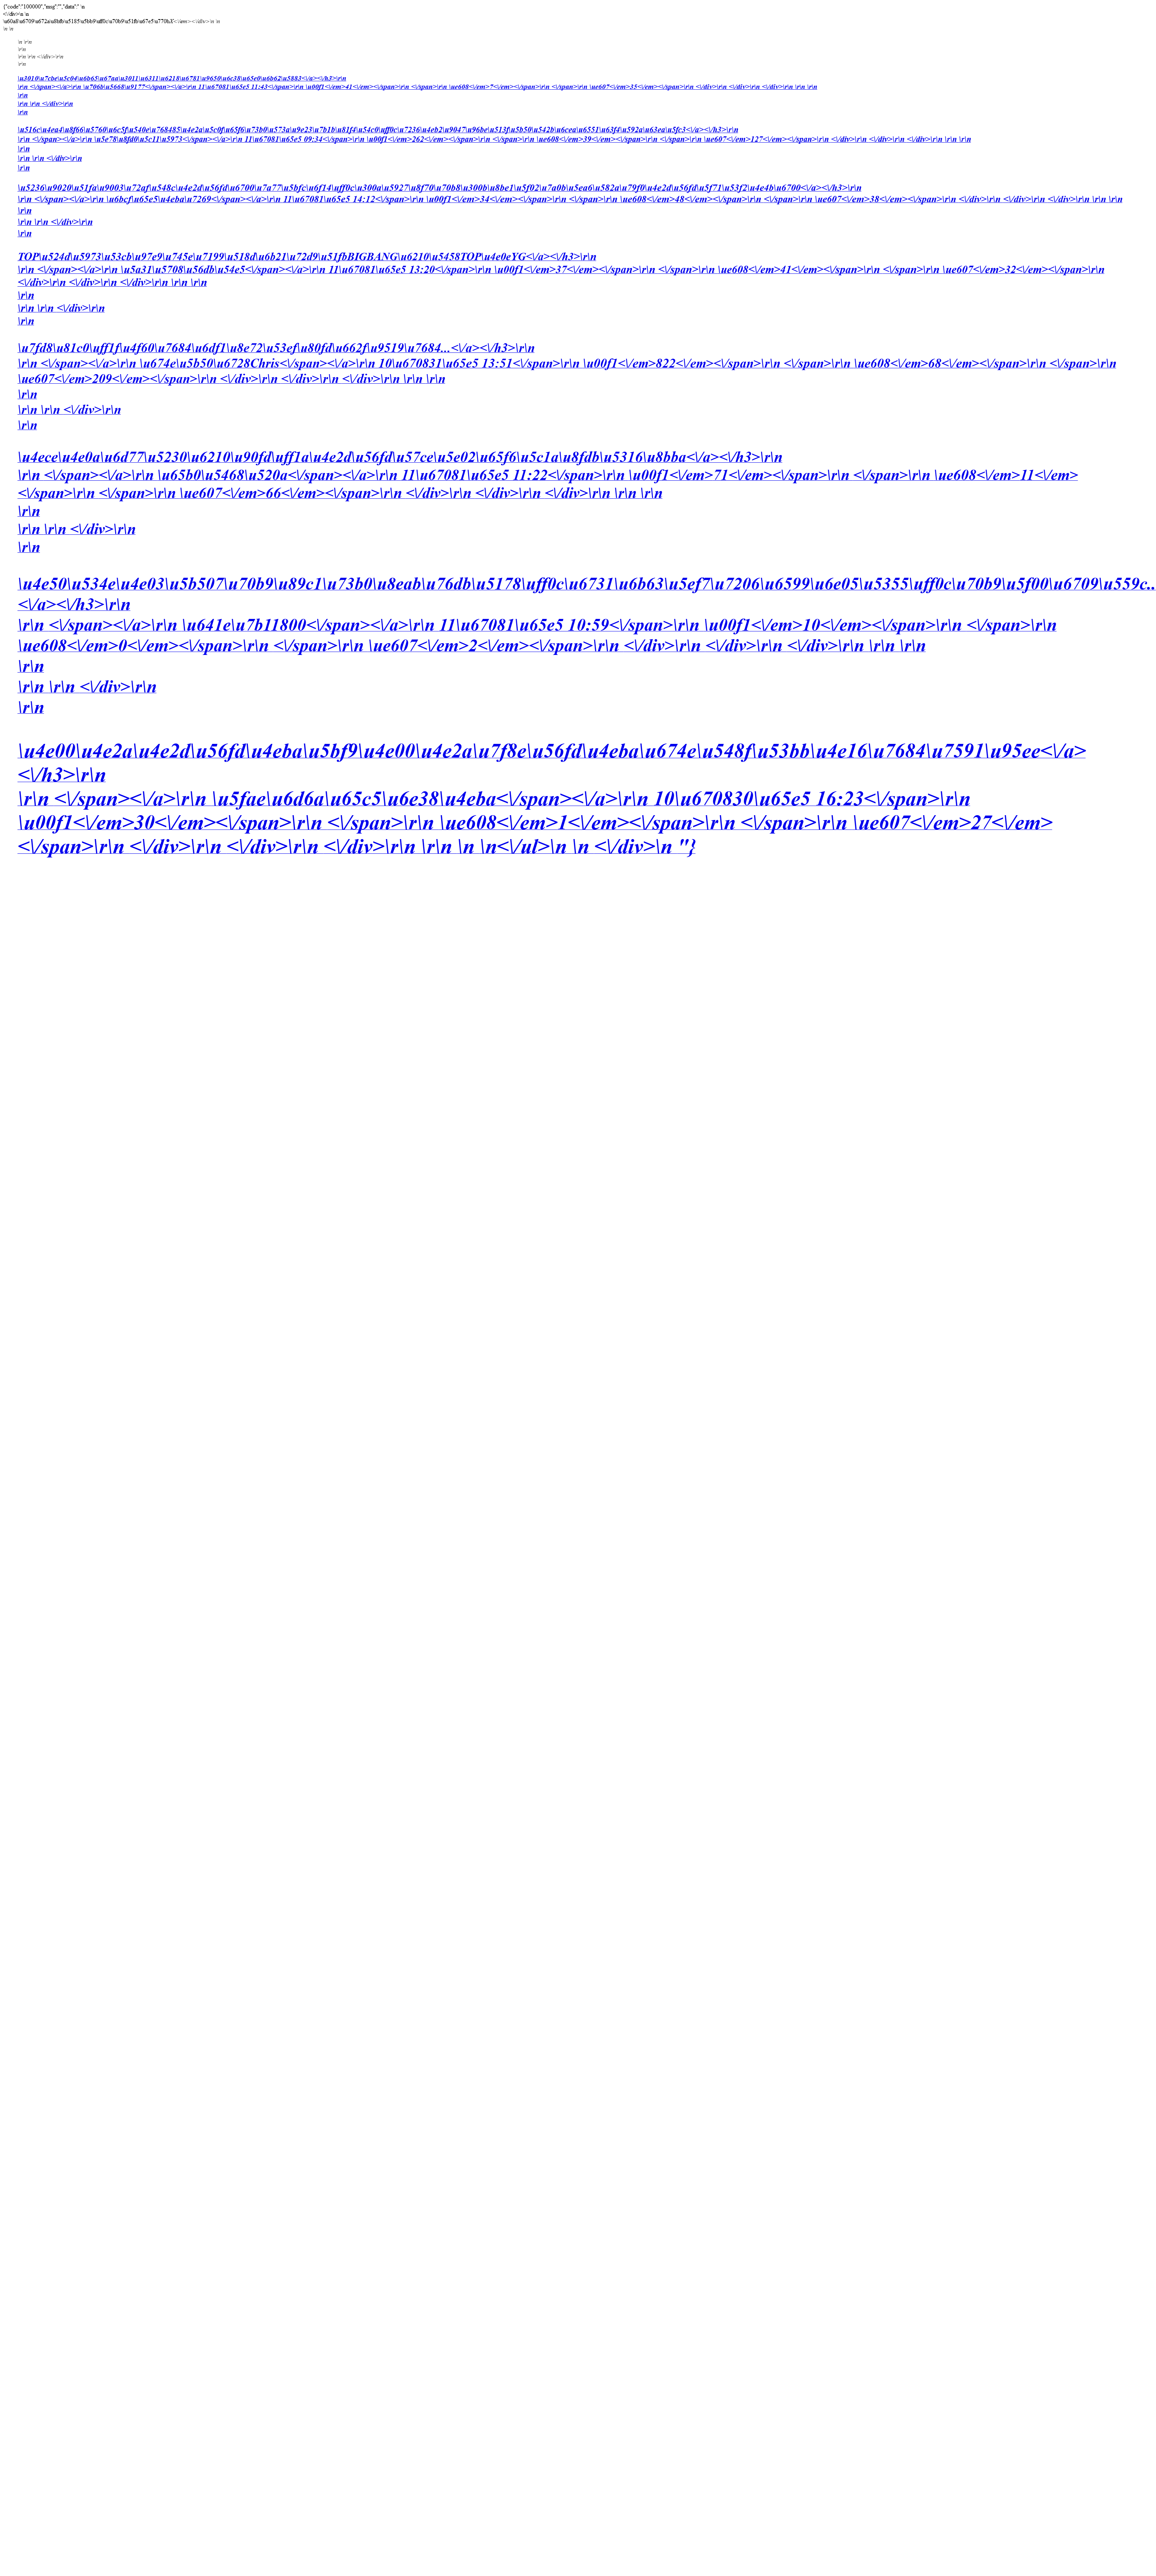 {"code":"100000","msg":"","data":" \n
<\/div>\n \n
\u60a8\u6709\u672a\u8bfb\u5185\u5bb9\uff0c\u70b9\u51fb\u67e5\u770bX<\/em><\/div>\n \n
\n \n
\n \r\n
\r\n
\r\n \r\n <\/div>\r\n
\r\n
\u3010\u7cbe\u5c04\u6b65\u67aa\u3011\u6311\u6218\u6781\u9650\u6c38\u65e0\u6b62\u5883<\/a><\/h3>\r\n
\r\n <\/span><\/a>\r\n \u706b\u5668\u91??<\/span><\/a>\r\n 11\u67081\u65e5 11:43<\/span>\r\n \u00f1<\/em>41<\/em><\/span>\r\n <\/span>\r\n \ue608<\/em>7<\/em><\/span>\r\n <\/span>\r\n \ue607<\/em>35<\/em><\/span>\r\n <\/div>\r\n <\/div>\r\n <\/div>\r\n \r\n \r\n
\r\n
\r\n \r\n <\/div>\r\n
\r\n
\u516c\u4ea4\u8f66\u5760\u6c5f\u540e\u768485\u4e2a\u5c0f\u65f6\u73b0\u573a\u9e23\u7b1b\u81f4\u54c0\uff0c\u7236\u4eb2\u9047\u96be\u513f\u5b50\u542b\u6cea\u6551\u63f4\u592a\u63ea\u5fc3<\/a><\/h3>\r\n
\r\n <\/span><\/a>\r\n \u5e78\u8fd0\u5c11\u5973<\/span><\/a>\r\n 11\u67081\u65e5 09:34<\/span>\r\n \u00f1<\/em>262<\/em><\/span>\r\n <\/span>\r\n \ue608<\/em>39<\/em><\/span>\r\n <\/span>\r\n \ue607<\/em>127<\/em><\/span>\r\n <\/div>\r\n <\/div>\r\n <\/div>\r\n \r\n \r\n
\r\n
\r\n \r\n <\/div>\r\n
\r\n
\u5236\u9020\u51fa\u9003\u72af\u548c\u4e2d\u56fd\u6700\u7a77\u5bfc\u6f14\uff0c\u300a\u5927\u8f70\u70b8\u300b\u8be1\u5f02\u7a0b\u5ea6\u582a\u79f0\u4e2d\u56fd\u5f71\u53f2\u4e4b\u6700<\/a><\/h3>\r\n
\r\n <\/span><\/a>\r\n \u6bcf\u65e5\u4eba\u7269<\/span><\/a>\r\n 11\u67081\u65e5 14:12<\/span>\r\n \u00f1<\/em>34<\/em><\/span>\r\n <\/span>\r\n \ue608<\/em>48<\/em><\/span>\r\n <\/span>\r\n \ue607<\/em>38<\/em><\/span>\r\n <\/div>\r\n <\/div>\r\n <\/div>\r\n \r\n \r\n
\r\n
\r\n \r\n <\/div>\r\n
\r\n
TOP\u524d\u5973\u53cb\u97e9\u745e\u7199\u518d\u6b21\u72d9\u51fbBIGBANG\u6210\u5458TOP\u4e0eYG<\/a><\/h3>\r\n
\r\n <\/span><\/a>\r\n \u5a31\u5708\u56db\u54e5<\/span><\/a>\r\n 11\u67081\u65e5 13:20<\/span>\r\n \u00f1<\/em>37<\/em><\/span>\r\n <\/span>\r\n \ue608<\/em>41<\/em><\/span>\r\n <\/span>\r\n \ue607<\/em>32<\/em><\/span>\r\n
<\/div>\r\n <\/div>\r\n <\/div>\r\n \r\n \r\n
\r\n
\r\n \r\n <\/div>\r\n
\r\n
\u7fd8\u81c0\uff1f\u4f60\u7684\u6df1\u8e72\u53ef\u80fd\u662f\u9519\u7684...<\/a><\/h3>\r\n
\r\n <\/span><\/a>\r\n \u674e\u5b50\u6728Chris<\/span><\/a>\r\n 10\u670831\u65e5 13:51<\/span>\r\n \u00f1<\/em>822<\/em><\/span>\r\n <\/span>\r\n \ue608<\/em>68<\/em><\/span>\r\n <\/span>\r\n
\ue607<\/em>209<\/em><\/span>\r\n <\/div>\r\n <\/div>\r\n <\/div>\r\n \r\n \r\n
\r\n
\r\n \r\n <\/div>\r\n
\r\n
\u4ece\u4e0a\u6d77\u5230\u6210\u90fd\uff1a\u4e2d\u56fd\u57ce\u5e02\u65f6\u5c1a\u8fdb\u5316\u8bba<\/a><\/h3>\r\n
\r\n <\/span><\/a>\r\n \u65b0\u5468\u520a<\/span><\/a>\r\n 11\u67081\u65e5 11:22<\/span>\r\n \u00f1<\/em>71<\/em><\/span>\r\n <\/span>\r\n \ue608<\/em>11<\/em>
<\/span>\r\n <\/span>\r\n \ue607<\/em>66<\/em><\/span>\r\n <\/div>\r\n <\/div>\r\n <\/div>\r\n \r\n \r\n
\r\n
\r\n \r\n <\/div>\r\n
\r\n
\u4e50\u534e\u4e03\u5b507\u70b9\u89c1\u73b0\u8eab\u76db\u5178\uff0c\u6731\u6b63\u5ef7\u7206\u6599\u6e05\u5355\uff0c\u70b9\u5f00\u6709\u559c..
<\/a><\/h3>\r\n
\r\n <\/span><\/a>\r\n \u641e\u7b11800<\/span><\/a>\r\n 11\u67081\u65e5 10:59<\/span>\r\n \u00f1<\/em>10<\/em><\/span>\r\n <\/span>\r\n
\ue608<\/em>0<\/em><\/span>\r\n <\/span>\r\n \ue607<\/em>2<\/em><\/span>\r\n <\/div>\r\n <\/div>\r\n <\/div>\r\n \r\n \r\n
\r\n
\r\n \r\n <\/div>\r\n
\r\n
\u4e00\u4e2a\u4e2d\u56fd\u4eba\u5bf9\u4e00\u4e2a\u7f8e\u56fd\u4eba\u674e\u548f\u53bb\u4e16\u7684\u7591\u95ee<\/a>
<\/h3>\r\n
\r\n <\/span><\/a>\r\n \u5fae\u6d6a\u65c5\u6e38\u4eba<\/span><\/a>\r\n 10\u670830\u65e5 16:23<\/span>\r\n
\u00f1<\/em>30<\/em><\/span>\r\n <\/span>\r\n \ue608<\/em>1<\/em><\/span>\r\n <\/span>\r\n \ue607<\/em>27<\/em>
<\/span>\r\n <\/div>\r\n <\/div>\r\n <\/div>\r\n \r\n \n \n<\/ul>\n \n <\/div>\n "}